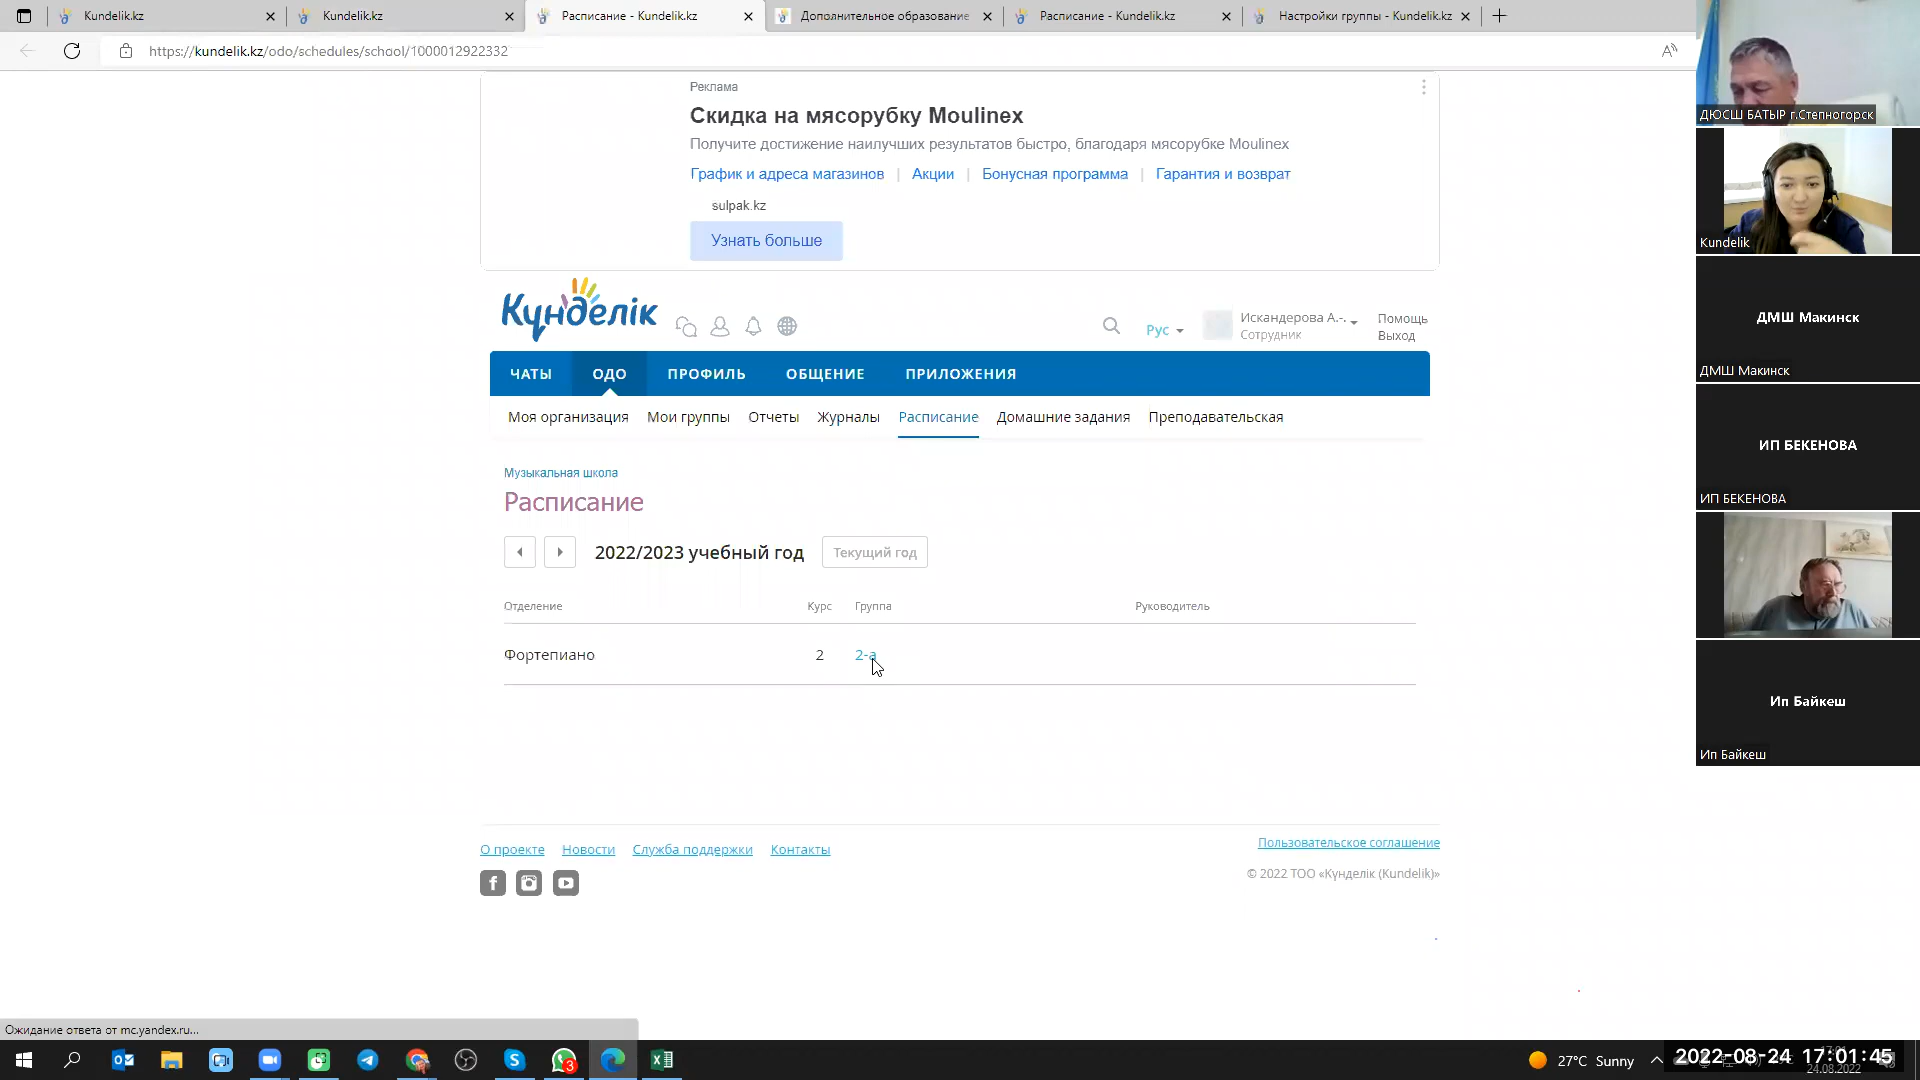 Kundelik.kz
Kundelik.kz
Расписание - Kundelik.kz
Дополнительное образование
Расписание - Kundelik.kz
Настройки группы - Kundelik.kz
https://kundelik.kz/odo/schedules/school/1000012922332
Реклама
Скидка на мясорубку Moulinex
Получите достижение наилучших результатов быстро, благодаря мясорубке Moulinex
График и адреса магазинов | Акции | Бонусная программа | Гарантия и возврат
sulpak.kz
Узнать больше
Күнделік
Рус
Искандерова А.-.
Сотрудник
Помощь
Выход
ЧАТЫ ОДО ПРОФИЛЬ ОБЩЕНИЕ ПРИЛОЖЕНИЯ
Моя организация Мои группы Отчеты Журналы Расписание Домашние задания Преподавательская
Музыкальная школа
Расписание
2022/2023 учебный год Текущий год
Отделение Курс Группа Руководитель
Фортепиано 2 2-а
О проекте Новости Служба поддержки Контакты
Пользовательское соглашение
© 2022 ТОО «Күнделік (Kundelik)»
Ожидание ответа от mc.yandex.ru...
ДЮСШ БАТЫР г.Степногорск
Kundelik
ДМШ Макинск
ДМШ Макинск
ИП БЕКЕНОВА
ИП БЕКЕНОВА
Ип Байкеш
Ип Байкеш
3
27°C Sunny
2022-08-24 17:01:45
24.08.2022